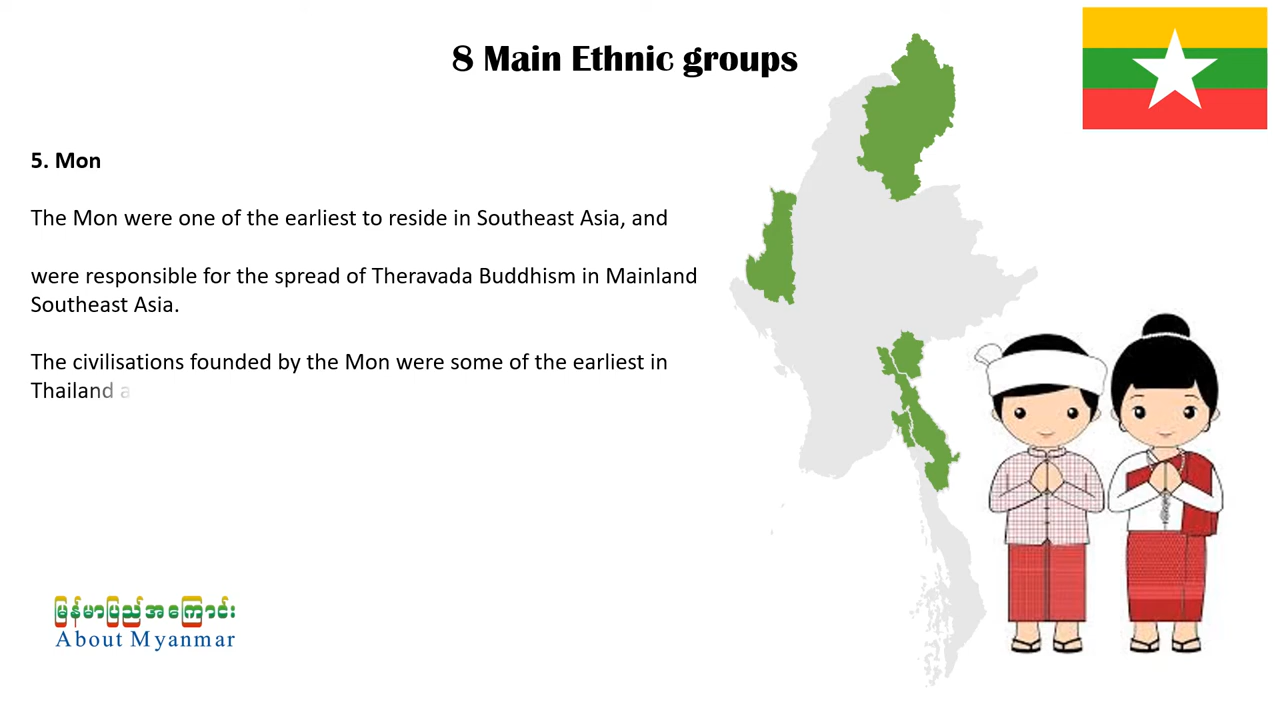 8 Main Ethnic groups
5. Mon
The Mon were one of the earliest to reside in Southeast Asia, and
were responsible for the spread of Theravada Buddhism in Mainland
Southeast Asia.
The civilisations founded by the Mon were some of the earliest in
Thailand a
မြန်မာပြည်အကြောင်း
About Myanmar